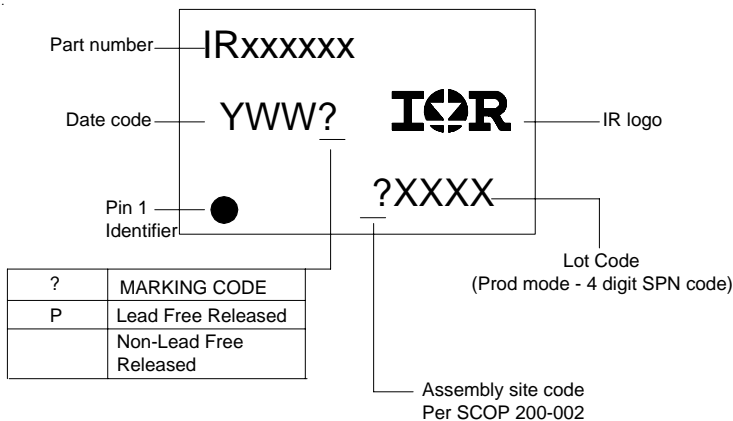 Part number
IRxxxxxx
Date code
YWW?
IOR
IR logo
Pin 1
Identifier
?XXXX
Lot Code
(Prod mode - 4 digit SPN code)
? MARKING CODE
P Lead Free Released
Non-Lead Free
Released
Assembly site code
Per SCOP 200-002